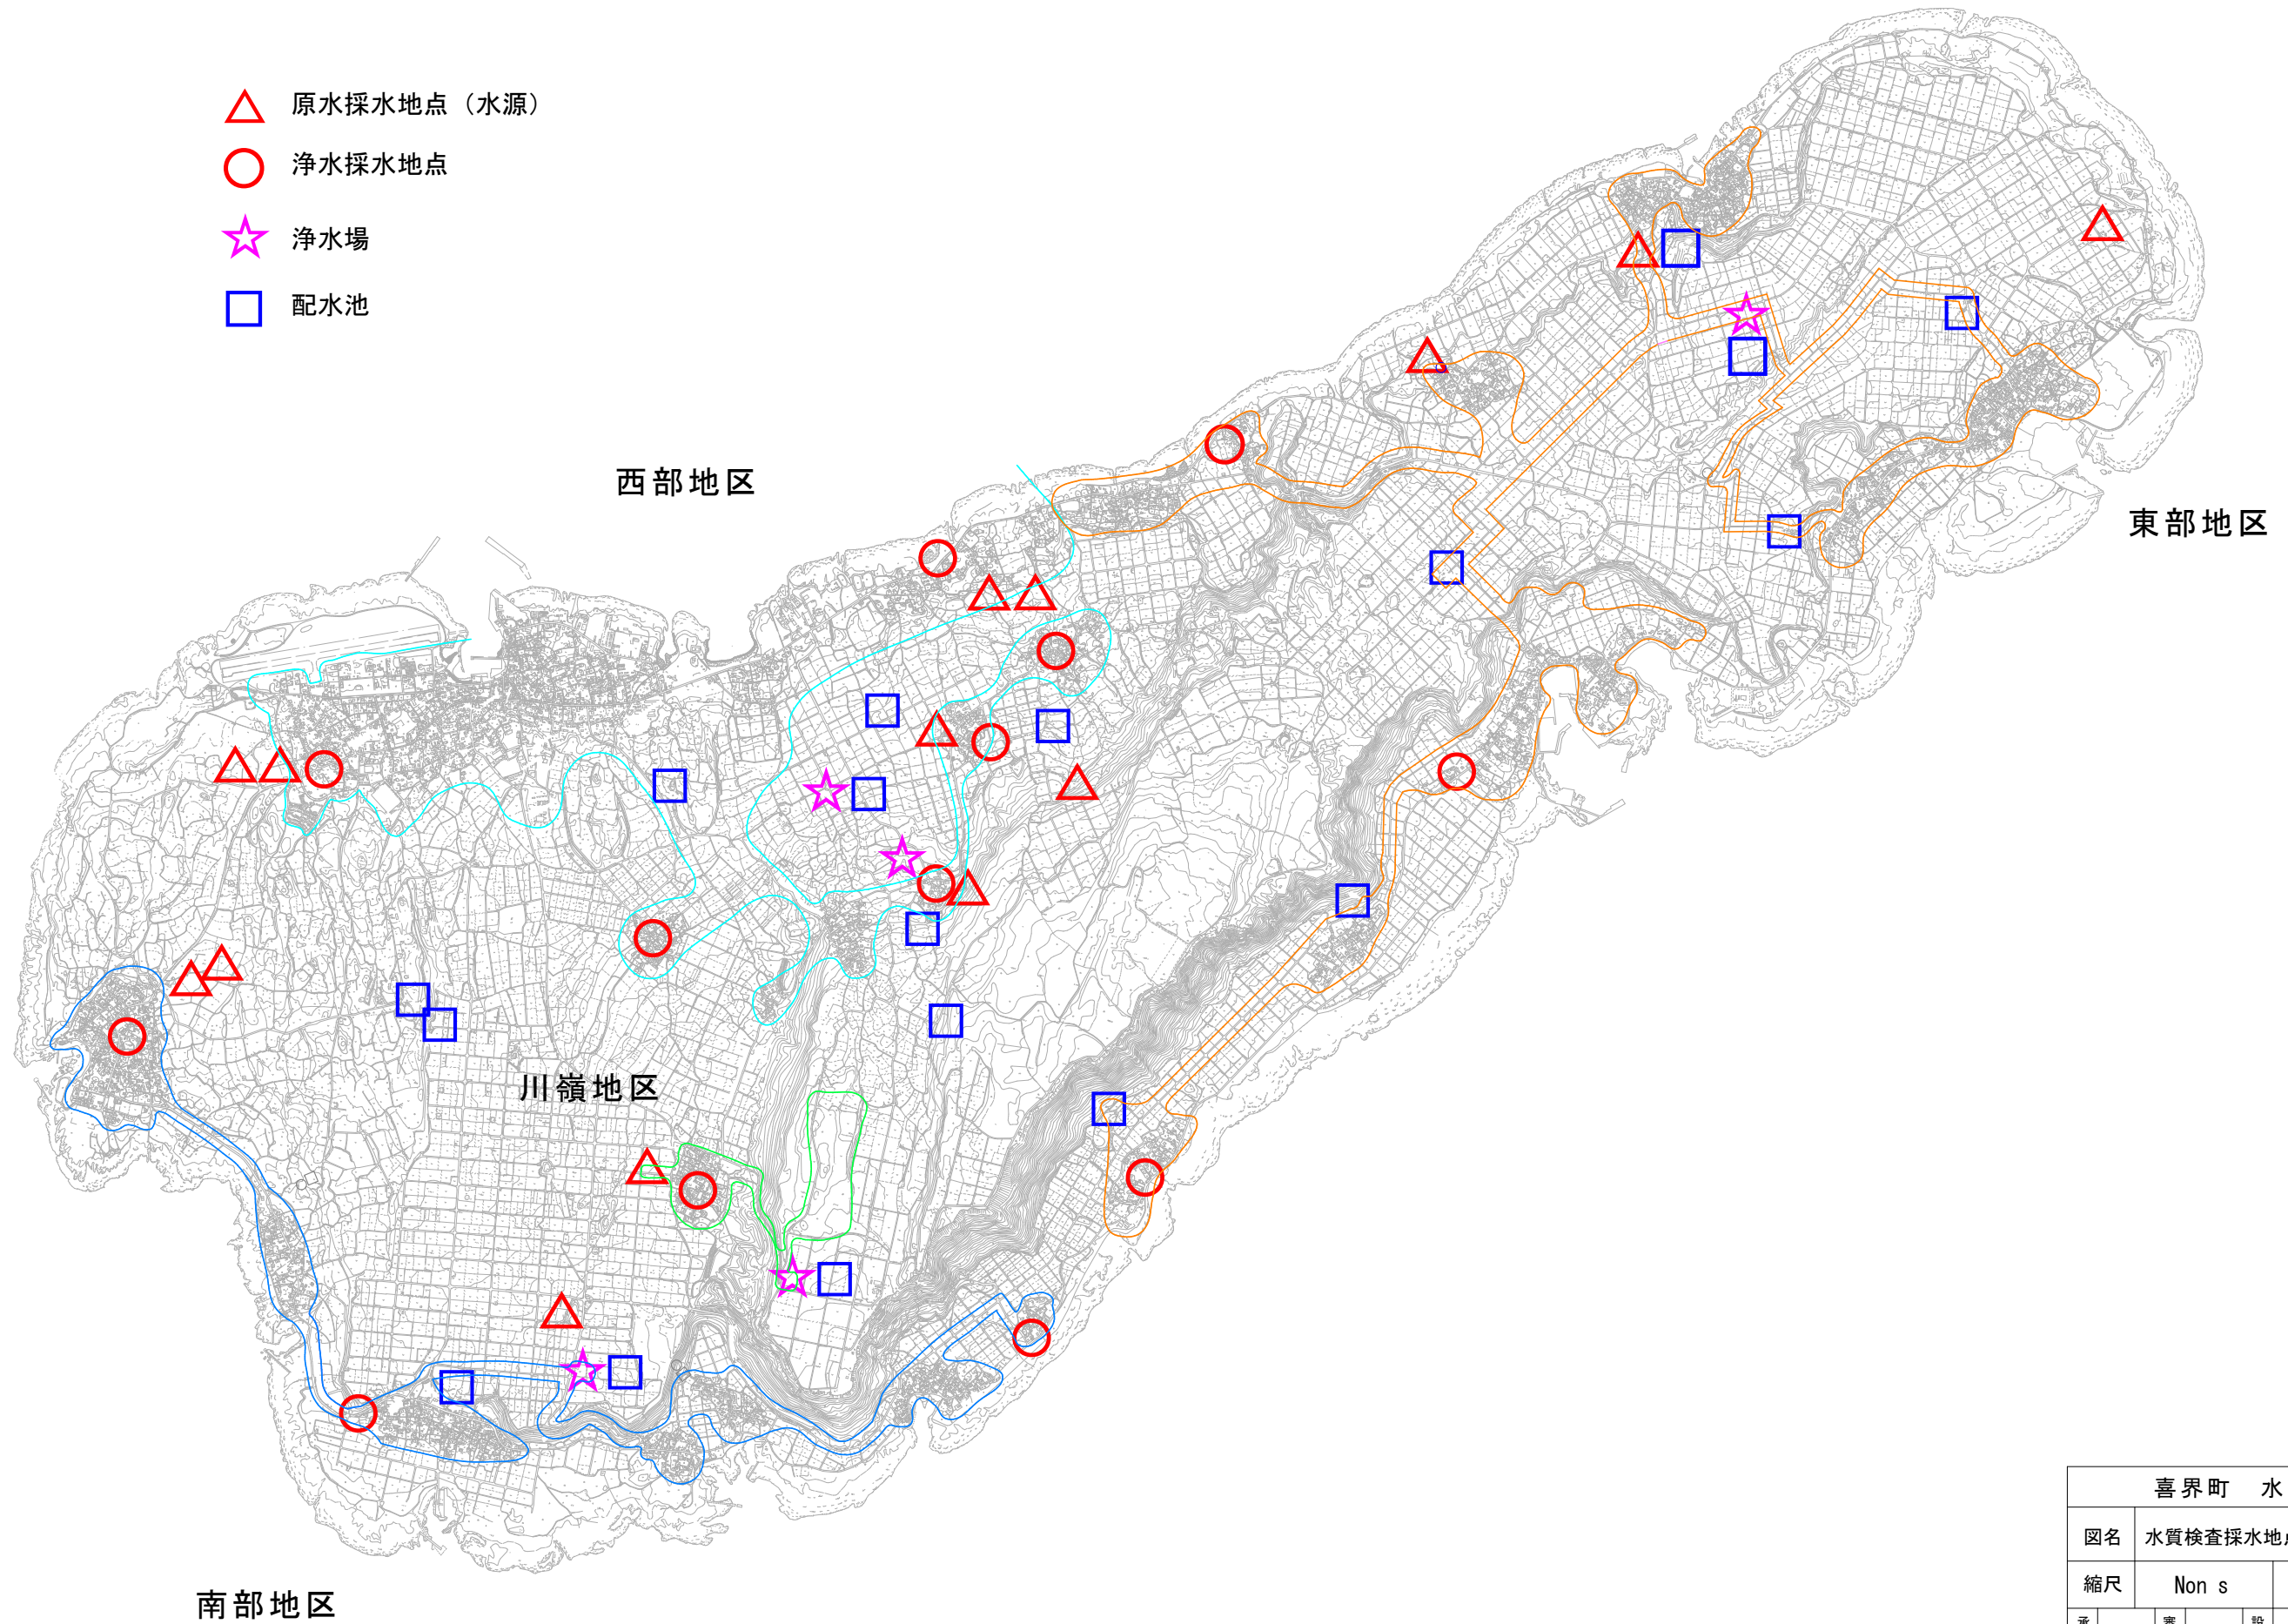 原水採水地点（水源）
浄水採水地点
浄水場
配水池
西部地区
東部地区
川嶺地区
南部地区
喜界町 水
図名 水質検査採水地
縮尺 Non s